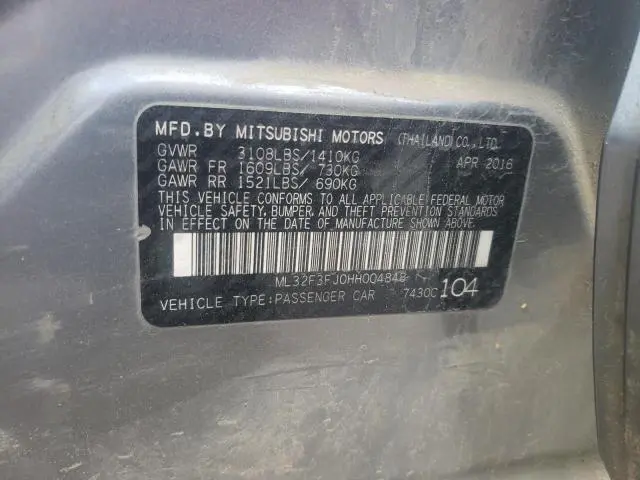 MFD.BY MITSUBISHI MOTORS (THAILAND) CO., LTD.
GVWR 3108LBS/1410KG APR 2016
GAWR FR 1609LBS/ 730KG
GAWR RR 1521LBS/ 690KG
THIS VEHICLE CONFORMS TO ALL APPLICABLE FEDERAL MOTOR
VEHICLE SAFETY, BUMPER, AND THEFT PREVENTION STANDARDS
IN EFFECT ON THE DATE OF MANUFACTURE SHOWN ABOVE.
ML32F3FJ0HH004848
VEHICLE TYPE:PASSENGER CAR 7430C 104